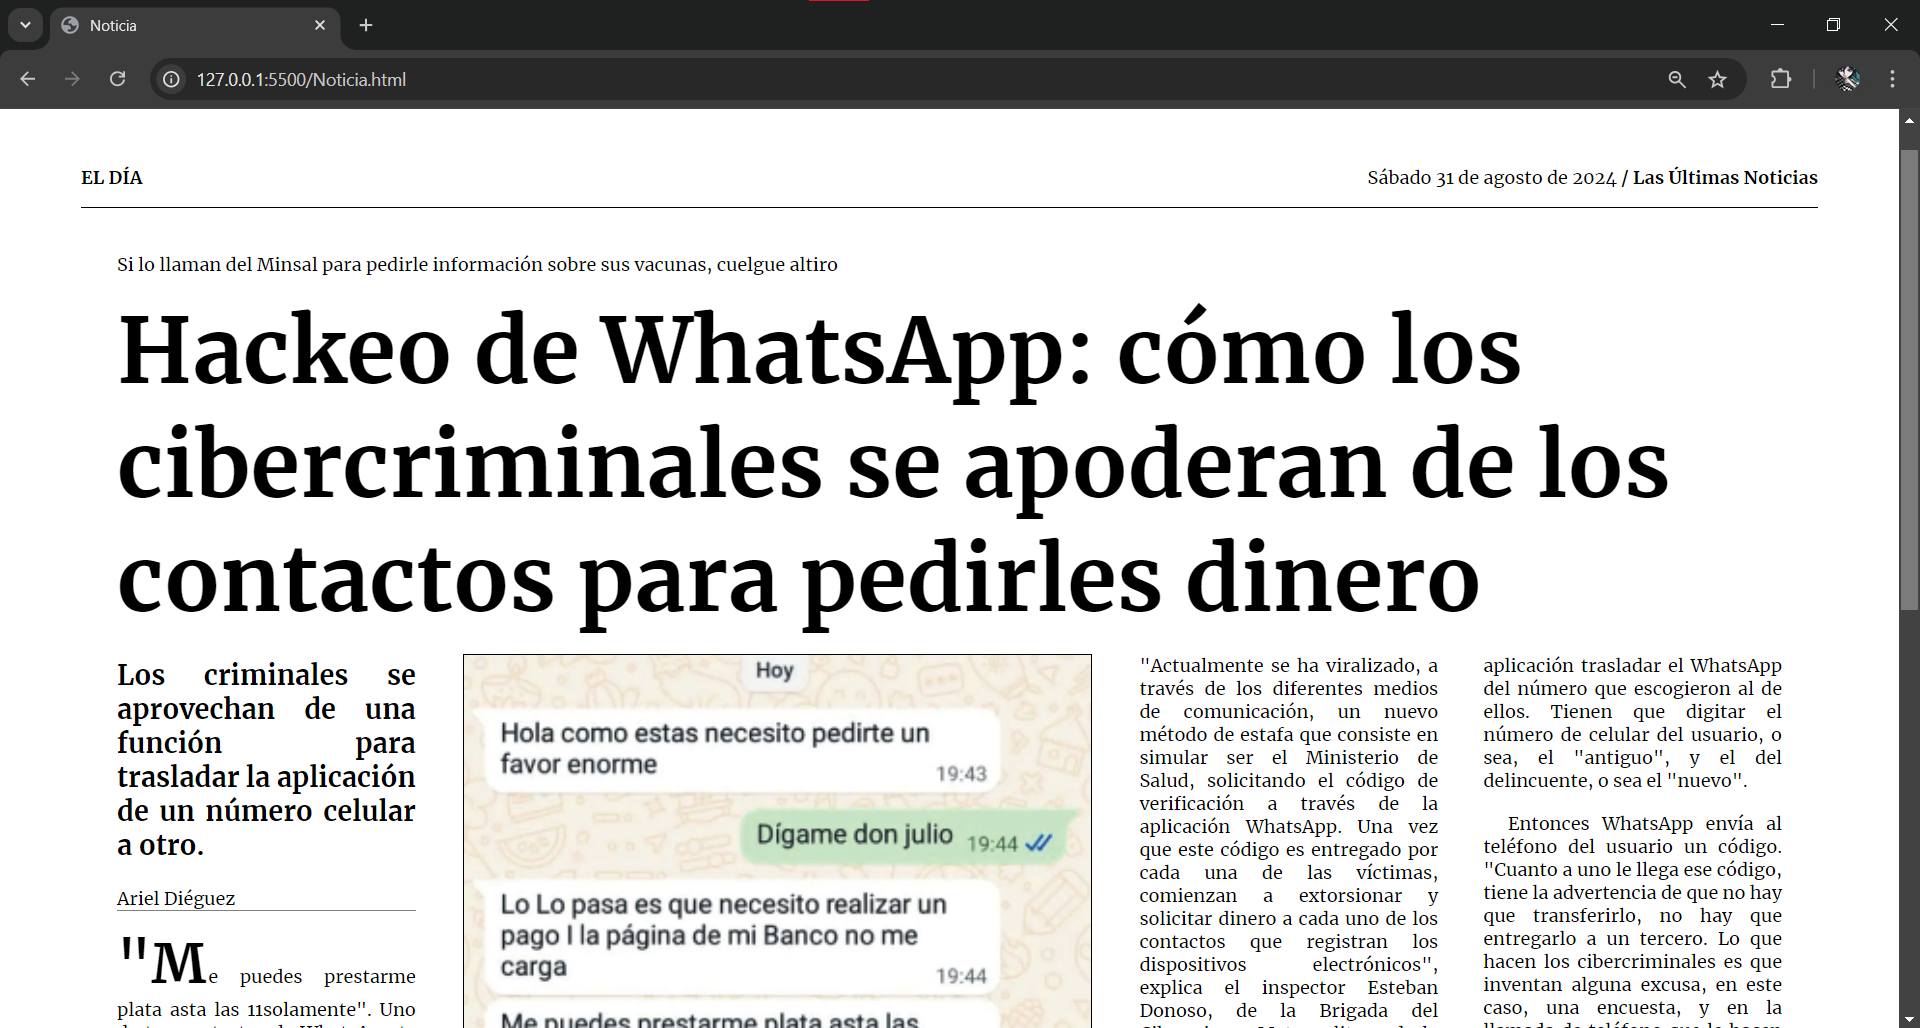 Noticia
127.0.0.1:5500/Noticia.html
EL DÍA
Sábado 31 de agosto de 2024 / Las Últimas Noticias
Si lo llaman del Minsal para pedirle información sobre sus vacunas, cuelgue altiro
Hackeo de WhatsApp: cómo los
cibercriminales se apoderan de los
contactos para pedirles dinero
Los criminales se
aprovechan de una
función para
trasladar la aplicación
de un número celular
a otro.
Ariel Diéguez
"Me puedes prestarme
plata asta las 11solamente". Uno
Hoy
Hola como estas necesito pedirte un
favor enorme
19:43
Dígame don julio 19:44
Lo Lo pasa es que necesito realizar un
pago l la página de mi Banco no me
carga
19:44
Me puedes prestarme plata asta las
"Actualmente se ha viralizado, a
través de los diferentes medios
de comunicación, un nuevo
método de estafa que consiste en
simular ser el Ministerio de
Salud, solicitando el código de
verificación a través de la
aplicación WhatsApp. Una vez
que este código es entregado por
cada una de las víctimas,
comienzan a extorsionar y
solicitar dinero a cada uno de los
contactos que registran los
dispositivos electrónicos",
explica el inspector Esteban
Donoso, de la Brigada del
aplicación trasladar el WhatsApp
del número que escogieron al de
ellos. Tienen que digitar el
número de celular del usuario, o
sea, el "antiguo", y el del
delincuente, o sea el "nuevo".
Entonces WhatsApp envía al
teléfono del usuario un código.
"Cuanto a uno le llega ese código,
tiene la advertencia de que no hay
que transferirlo, no hay que
entregarlo a un tercero. Lo que
hacen los cibercriminales es que
inventan alguna excusa, en este
caso, una encuesta, y en la